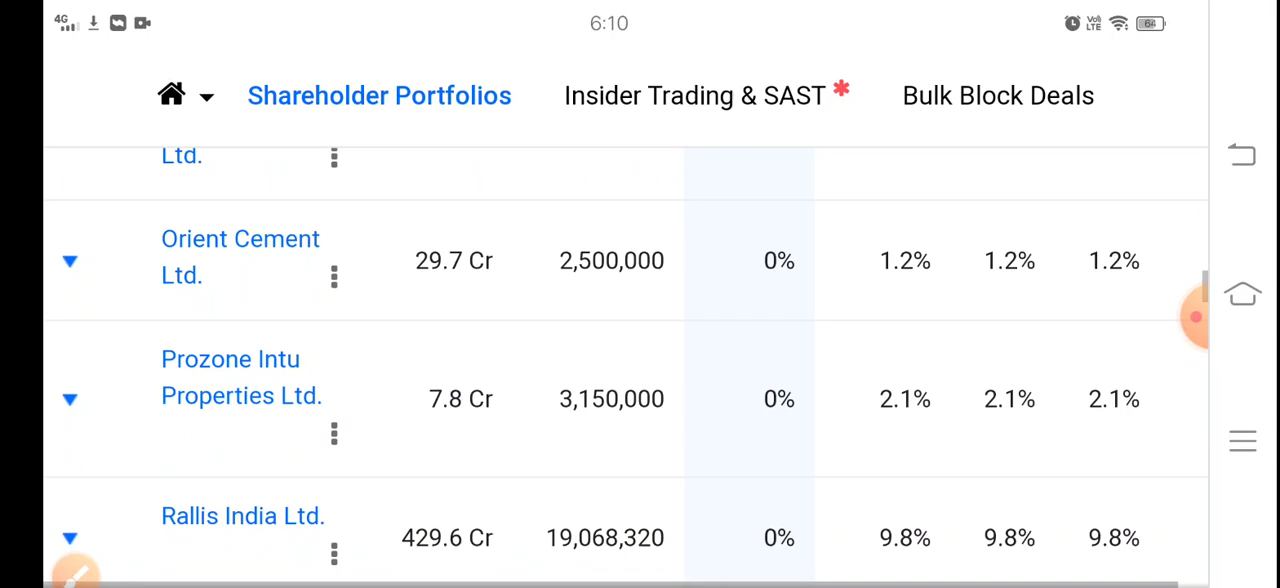 4G 6:10 Vo) LTE 64
Shareholder Portfolios Insider Trading & SAST * Bulk Block Deals
Ltd.
Orient Cement
Ltd. 29.7 Cr 2,500,000 0% 1.2% 1.2% 1.2%
Prozone Intu
Properties Ltd. 7.8 Cr 3,150,000 0% 2.1% 2.1% 2.1%
Rallis India Ltd.
429.6 Cr 19,068,320 0% 9.8% 9.8% 9.8%